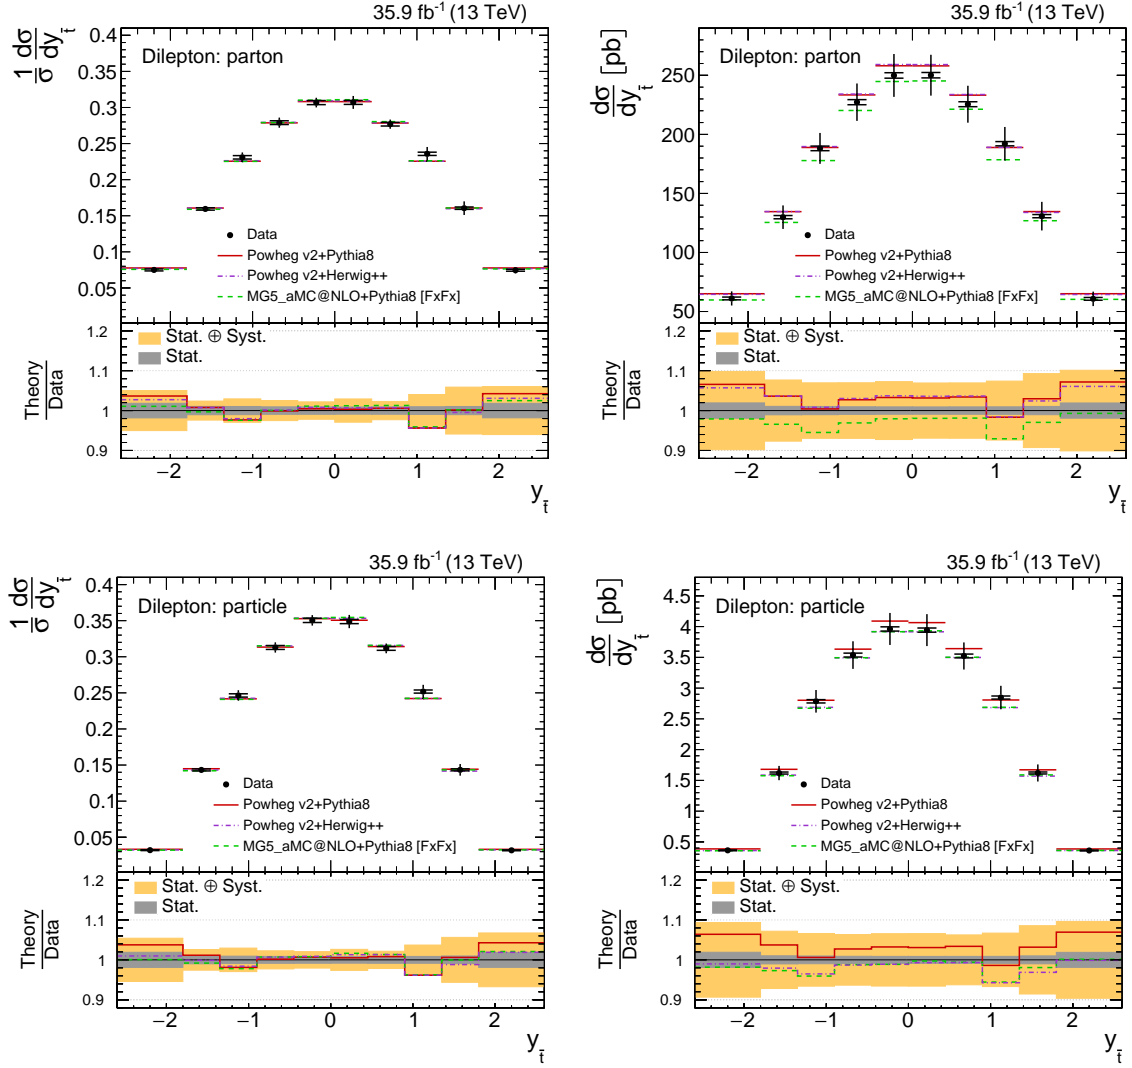 35.9 fb⁻¹ (13 TeV)
1/σ dσ/dy_t̄
Dilepton: parton
0.4
0.35
0.3
0.25
0.2
0.15
0.1
0.05
Data
Powheg v2+Pythia8
Powheg v2+Herwig++
MG5_aMC@NLO+Pythia8 [FxFx]
Theory/Data
1.2
1.1
1
0.9
Stat. ⊕ Syst.
Stat.
−2 −1 0 1 2
y_t̄
35.9 fb⁻¹ (13 TeV)
dσ/dy_t̄ [pb]
Dilepton: parton
250
200
150
100
50
Data
Powheg v2+Pythia8
Powheg v2+Herwig++
MG5_aMC@NLO+Pythia8 [FxFx]
Theory/Data
1.2
1.1
1
0.9
Stat. ⊕ Syst.
Stat.
−2 −1 0 1 2
y_t̄
35.9 fb⁻¹ (13 TeV)
1/σ dσ/dy_t̄
Dilepton: particle
0.4
0.35
0.3
0.25
0.2
0.15
0.1
0.05
Data
Powheg v2+Pythia8
Powheg v2+Herwig++
MG5_aMC@NLO+Pythia8 [FxFx]
Theory/Data
1.2
1.1
1
0.9
Stat. ⊕ Syst.
Stat.
−2 −1 0 1 2
y_t̄
35.9 fb⁻¹ (13 TeV)
dσ/dy_t̄ [pb]
Dilepton: particle
4.5
4
3.5
3
2.5
2
1.5
1
0.5
Data
Powheg v2+Pythia8
Powheg v2+Herwig++
MG5_aMC@NLO+Pythia8 [FxFx]
Theory/Data
1.2
1.1
1
0.9
Stat. ⊕ Syst.
Stat.
−2 −1 0 1 2
y_t̄